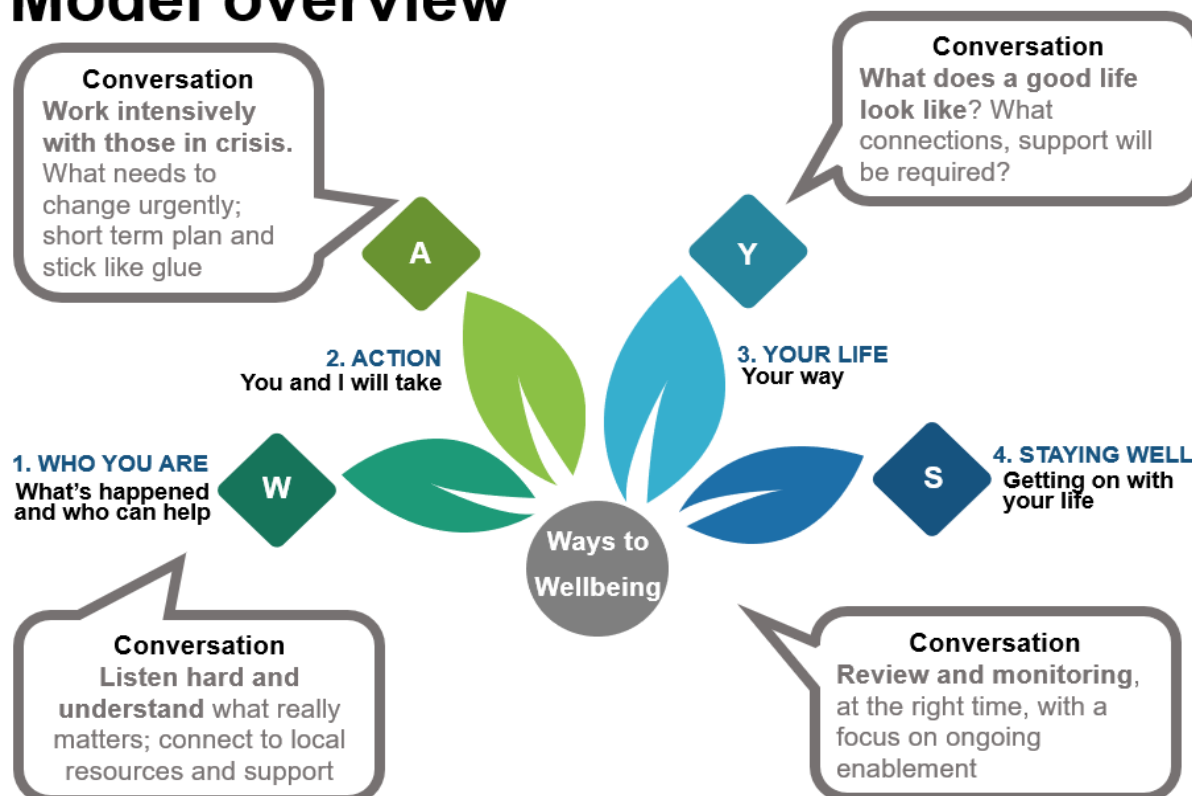 Model overview
Conversation
Work intensively
with those in crisis.
What needs to
change urgently;
short term plan and
stick like glue
Conversation
What does a good life
look like? What
connections, support will
be required?
A
Y
2. ACTION
You and I will take
3. YOUR LIFE
Your way
1. WHO YOU ARE
What's happened
and who can help
W
S
4. STAYING WELL
Getting on with
your life
Ways to
Wellbeing
Conversation
Listen hard and
understand what really
matters; connect to local
resources and support
Conversation
Review and monitoring,
at the right time, with a
focus on ongoing
enablement